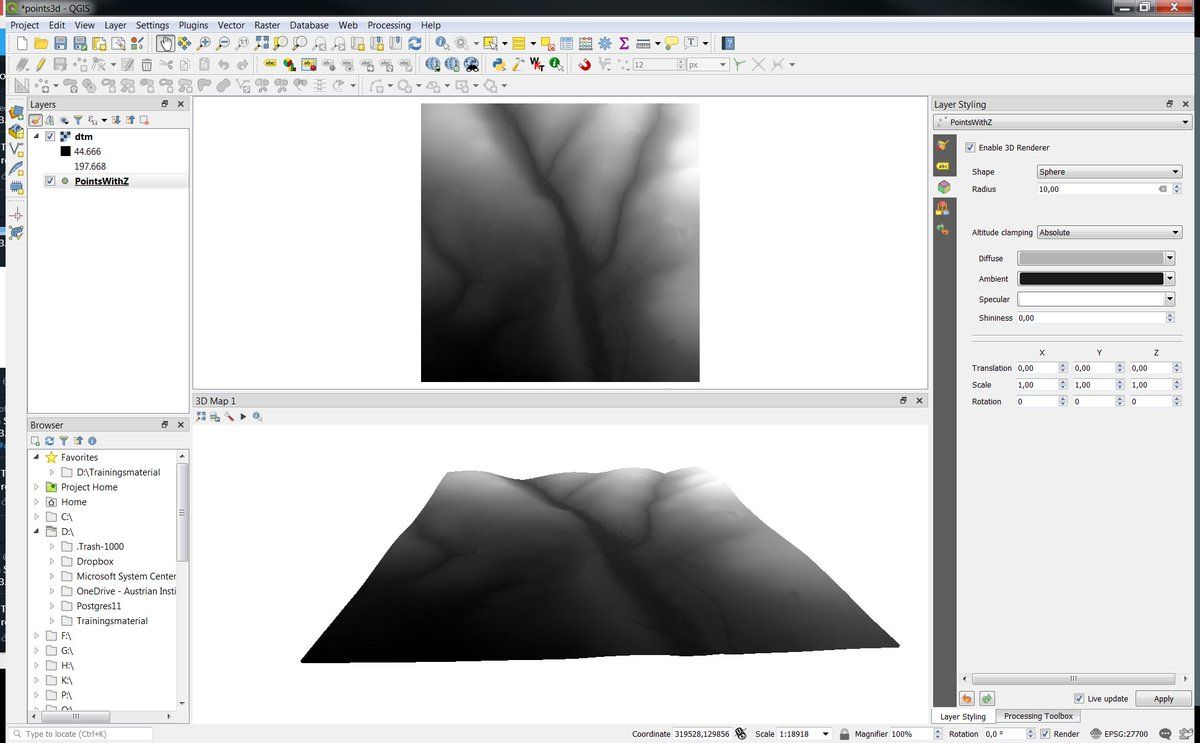 *points3d - QGIS
Project Edit View Layer Settings Plugins Vector Raster Database Web Processing Help
12 px
Layers
dtm
44.666
197.668
PointsWithZ
Browser
Favorites
D:\Trainingsmaterial
Project Home
Home
C:\
D:\
.Trash-1000
Dropbox
Microsoft System Center
OneDrive - Austrian Insti
Postgres11
Trainingsmaterial
F:\
G:\
H:\
K:\
P:\
3D Map 1
Layer Styling
PointsWithZ
Enable 3D Renderer
Shape Sphere
Radius 10,00
Altitude clamping Absolute
Diffuse
Ambient
Specular
Shininess 0,00
X Y Z
Translation 0,00 0,00 0,00
Scale 1,00 1,00 1,00
Rotation 0 0 0
Live update Apply
Layer Styling Processing Toolbox
Type to locate (Ctrl+K)
Coordinate 319528,129856 Scale 1:18918 Magnifier 100% Rotation 0,0 ° Render EPSG:27700